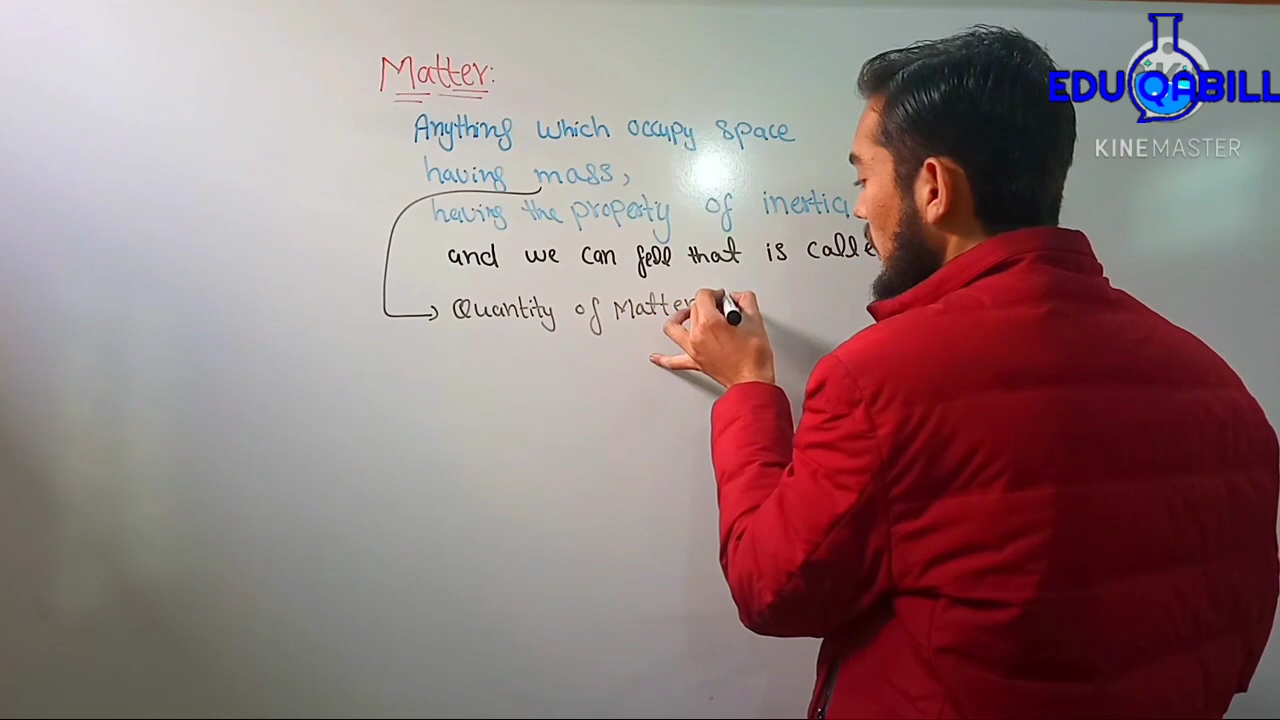 Matter:
Anything which occupy space
having mass,
having the property of inertia
and we can fell that is calle
Quantity of Matter
EDUQABILL
KINEMASTER